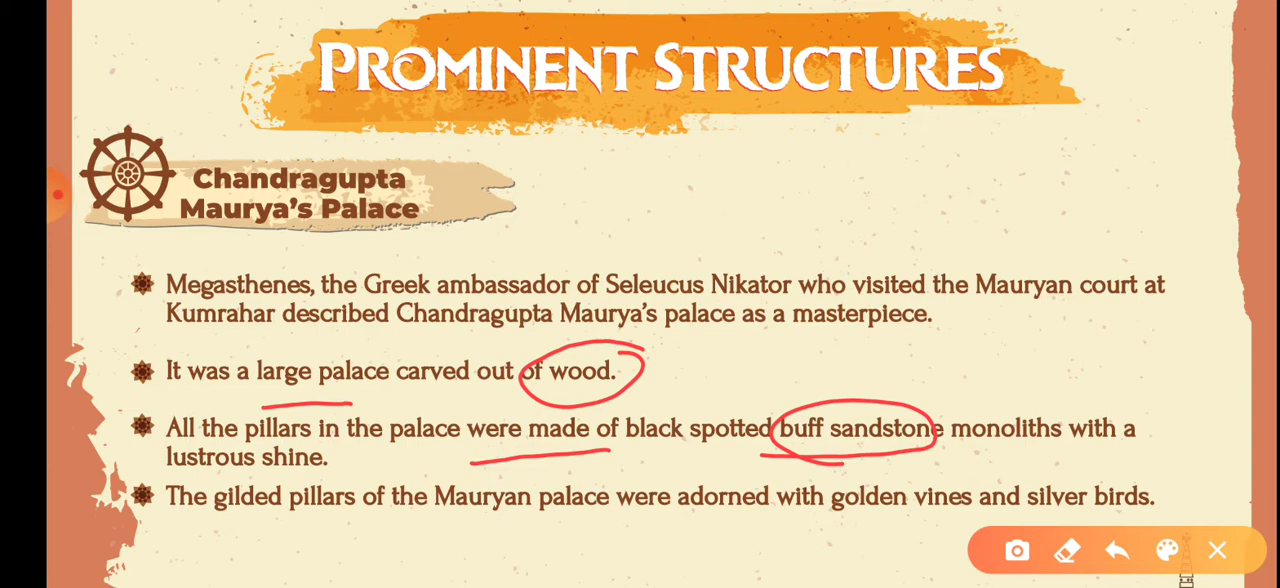 PROMINENT STRUCTURES
Chandragupta
Maurya's Palace
Megasthenes, the Greek ambassador of Seleucus Nikator who visited the Mauryan court at
Kumrahar described Chandragupta Maurya's palace as a masterpiece.
It was a large palace carved out of wood.
All the pillars in the palace were made of black spotted buff sandstone monoliths with a
lustrous shine.
The gilded pillars of the Mauryan palace were adorned with golden vines and silver birds.